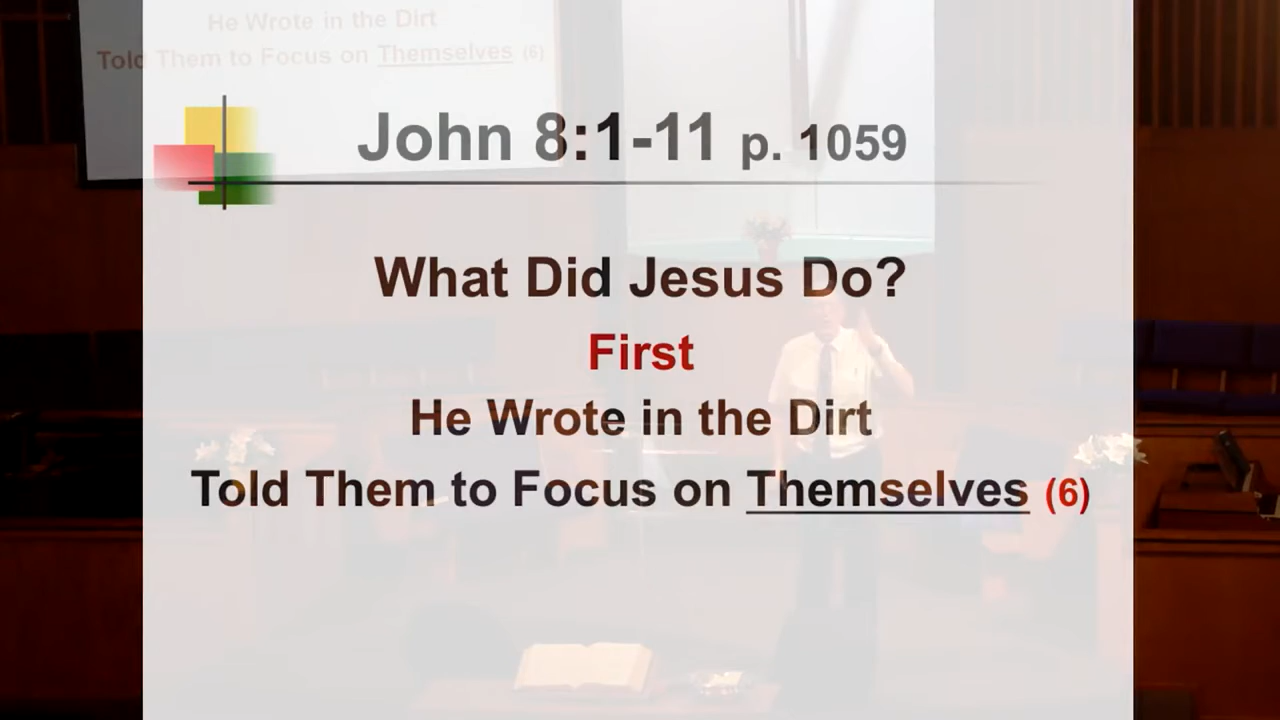 He Wrote in the Dirt
Told Them to Focus on Themselves (6)
John 8:1-11 p. 1059
What Did Jesus Do?
First
He Wrote in the Dirt
Told Them to Focus on Themselves (6)